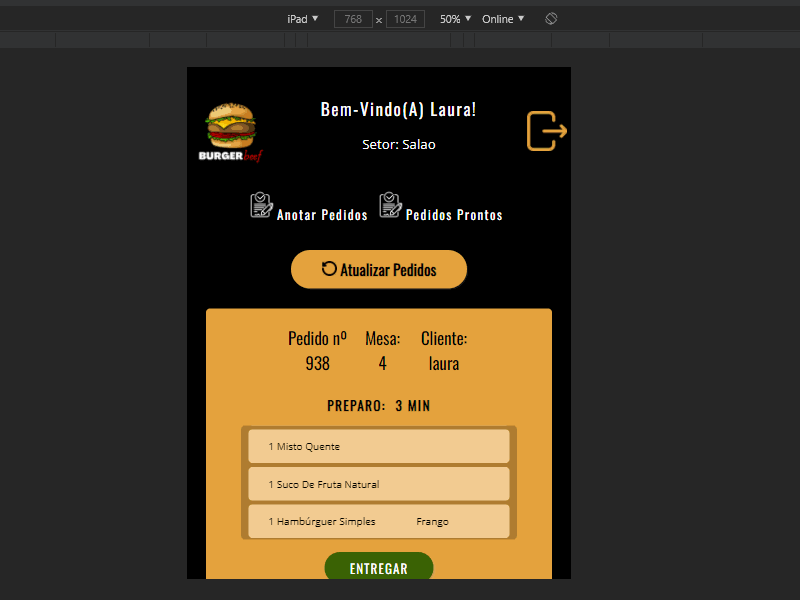 iPad ▼ 768 x 1024 50% ▼ Online ▼
Bem-Vindo(A) Laura!
BURGER beef
Setor: Salao
Anotar Pedidos Pedidos Prontos
Atualizar Pedidos
Pedido nº Mesa: Cliente:
938 4 laura
PREPARO: 3 MIN
1 Misto Quente
1 Suco De Fruta Natural
1 Hambúrguer Simples Frango
ENTREGAR